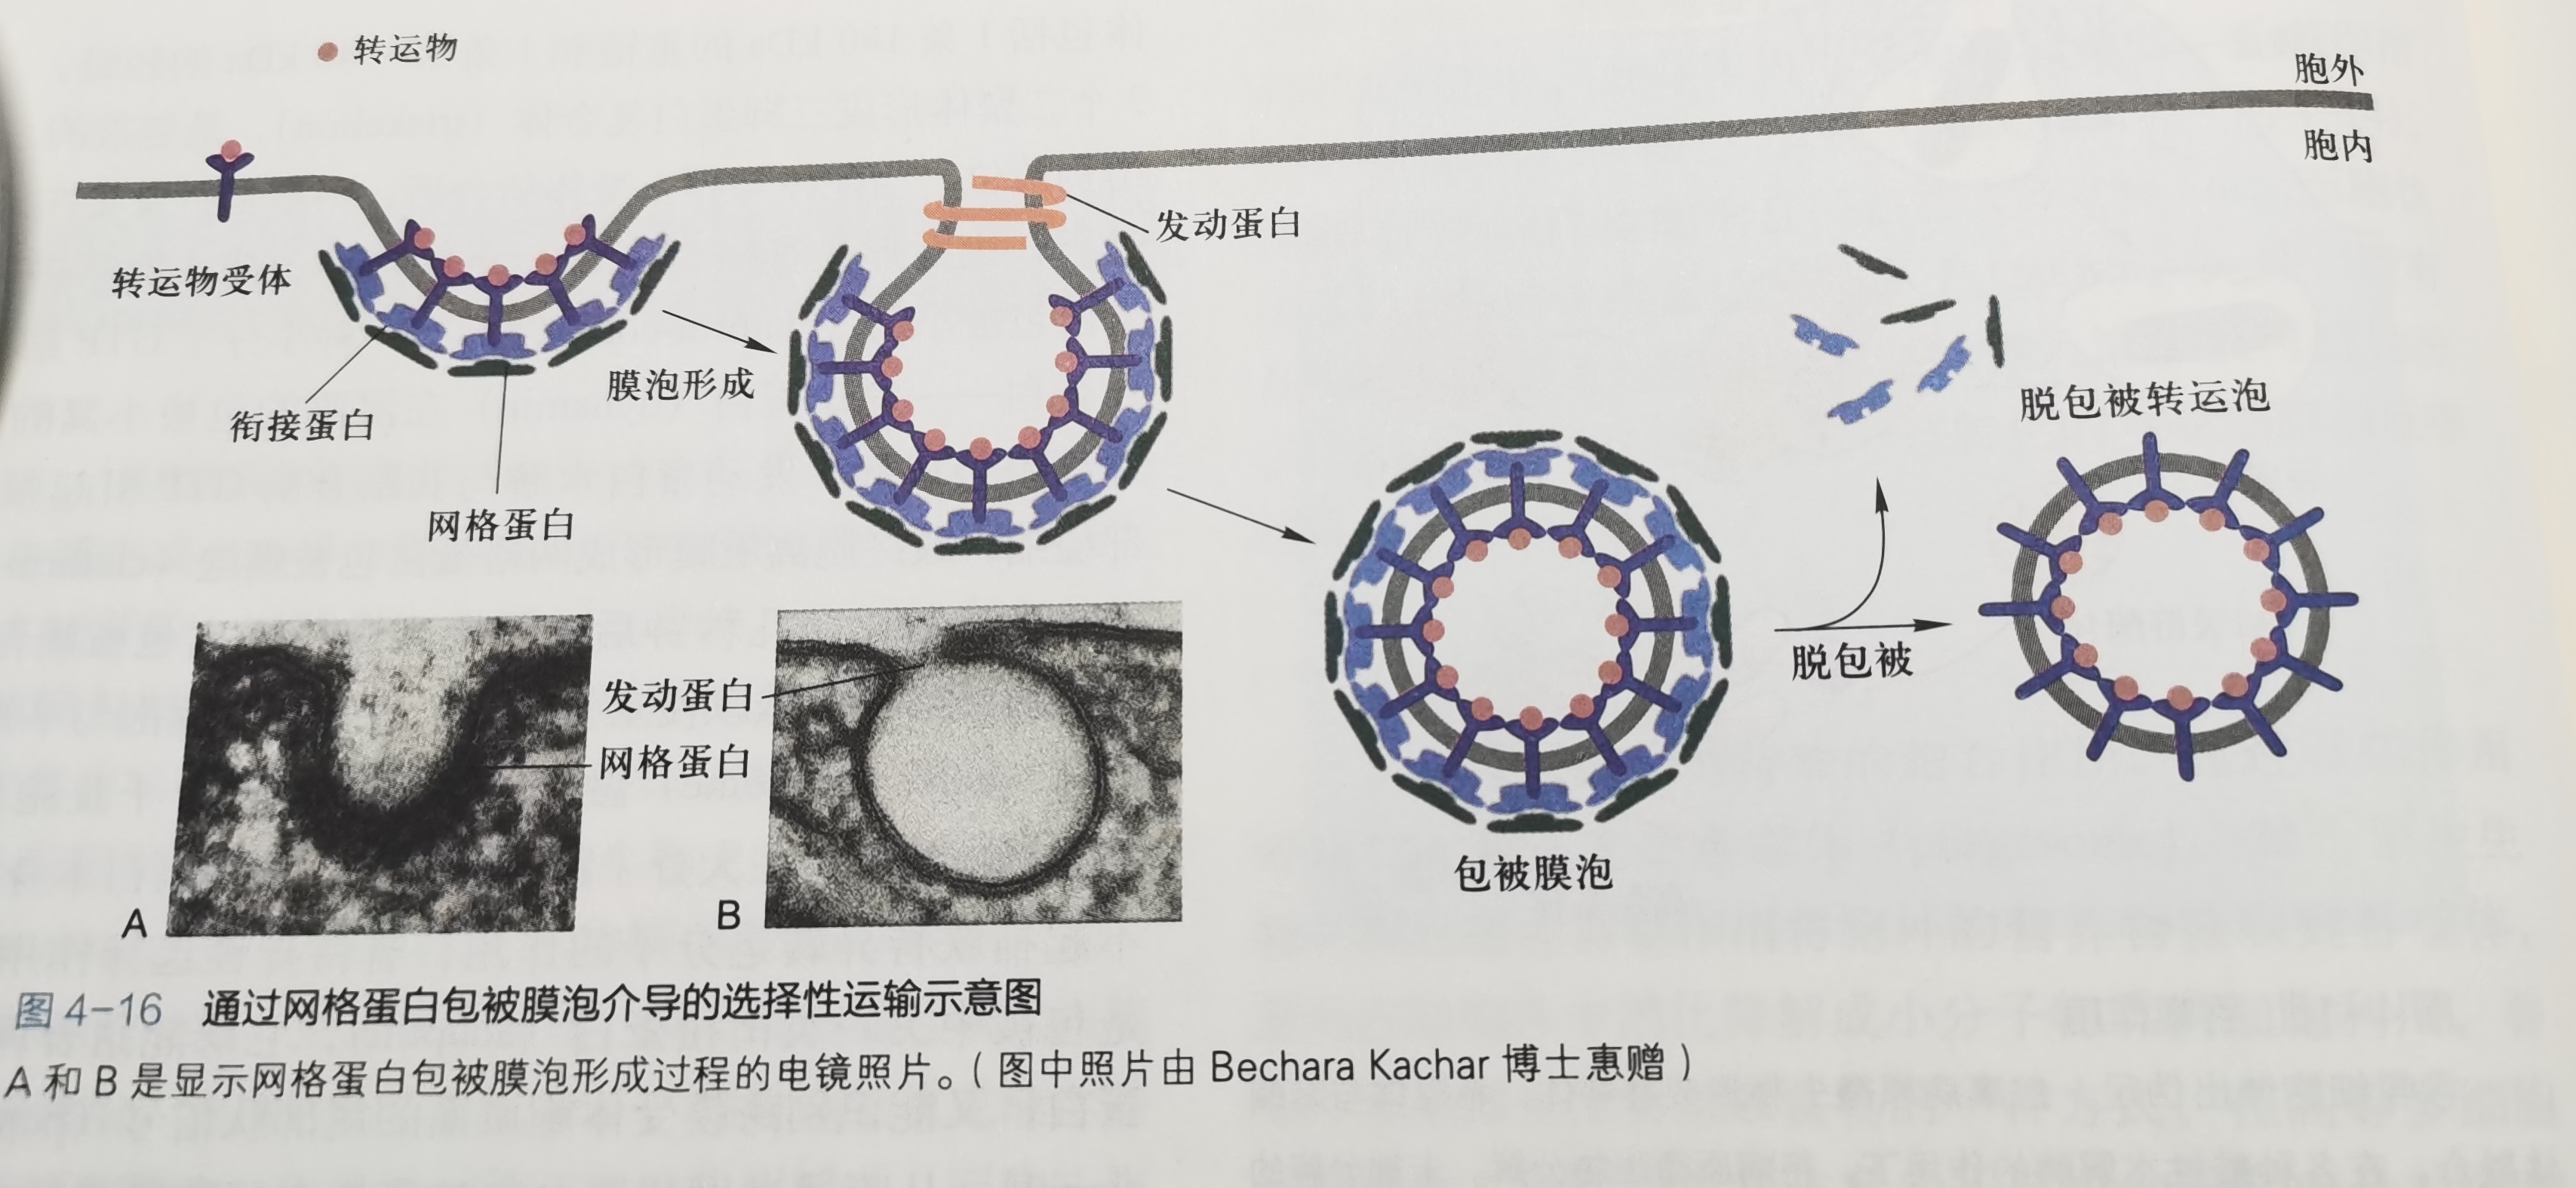 转运物
胞外
胞内
发动蛋白
转运物受体
膜泡形成
衔接蛋白
网格蛋白
脱包被转运泡
脱包被
发动蛋白
网格蛋白
包被膜泡
A
B
图 4-16 通过网格蛋白包被膜泡介导的选择性运输示意图
A 和 B 是显示网格蛋白包被膜泡形成过程的电镜照片。（图中照片由 Bechara Kachar 博士惠赠）